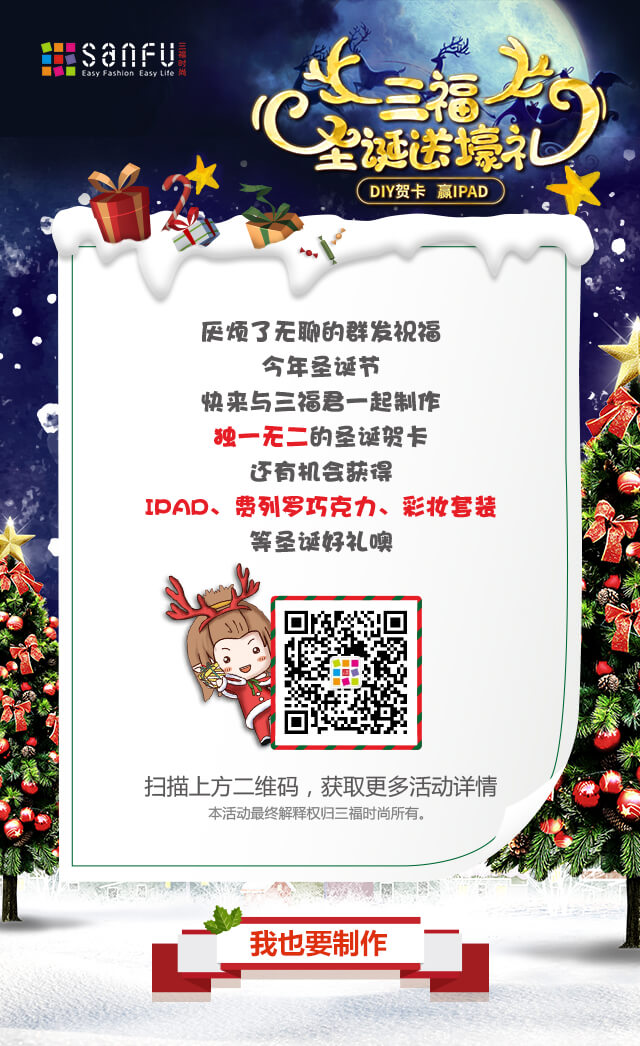 SANFU
三福时尚
Easy Fashion Easy Life
三福
圣诞送壕礼
DIY贺卡 赢IPAD
厌烦了无聊的群发祝福
今年圣诞节
快来与三福君一起制作
独一无二的圣诞贺卡
还有机会获得
IPAD、费列罗巧克力、彩妆套装
等圣诞好礼噢
扫描上方二维码，获取更多活动详情
本活动最终解释权归三福时尚所有。
我也要制作